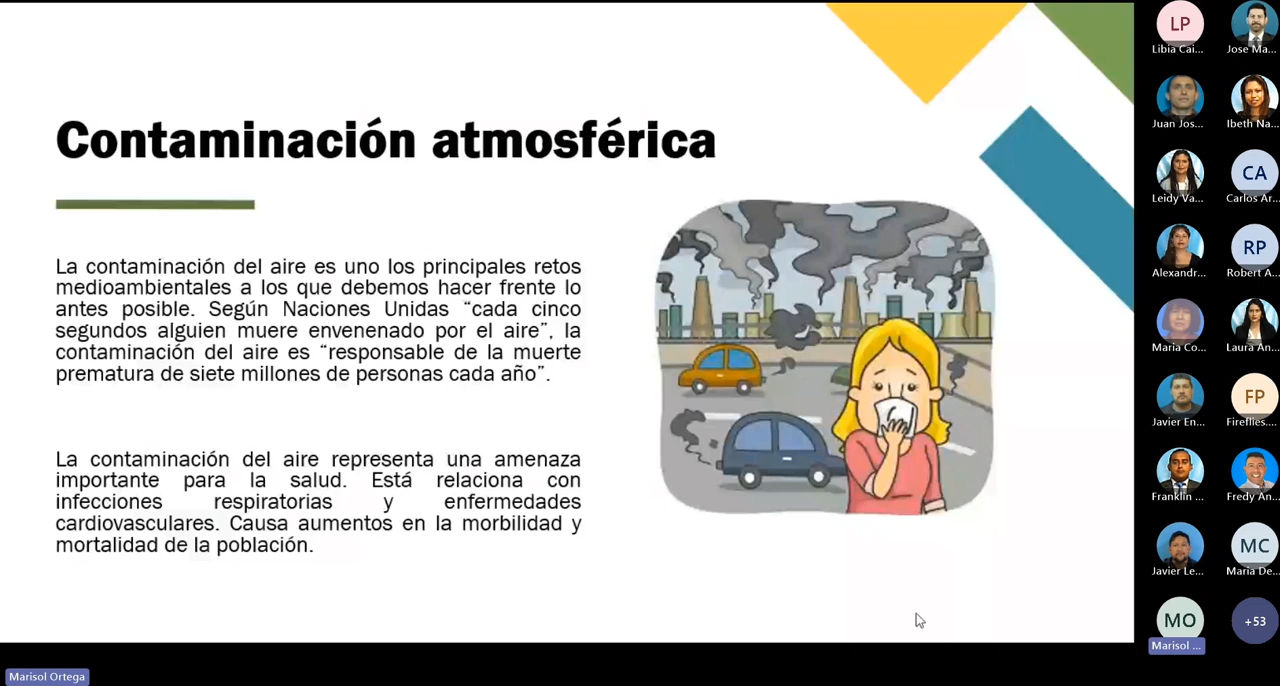 Contaminación atmosférica
La contaminación del aire es uno los principales retos
medioambientales a los que debemos hacer frente lo
antes posible. Según Naciones Unidas “cada cinco
segundos alguien muere envenenado por el aire”, la
contaminación del aire es “responsable de la muerte
prematura de siete millones de personas cada año”.
La contaminación del aire representa una amenaza
importante para la salud. Está relaciona con
infecciones respiratorias y enfermedades
cardiovasculares. Causa aumentos en la morbilidad y
mortalidad de la población.
LP
Libia Cai...
Jose Ma...
Juan Jos...
Ibeth Na...
Leidy Va...
CA
Carlos Ar...
Alexandr...
RP
Robert A...
Maria Co...
Laura An...
Javier En...
FP
Fireflies....
Franklin ...
Fredy An...
Javier Le...
MC
Maria De...
MO
Marisol ...
+53
Marisol Ortega